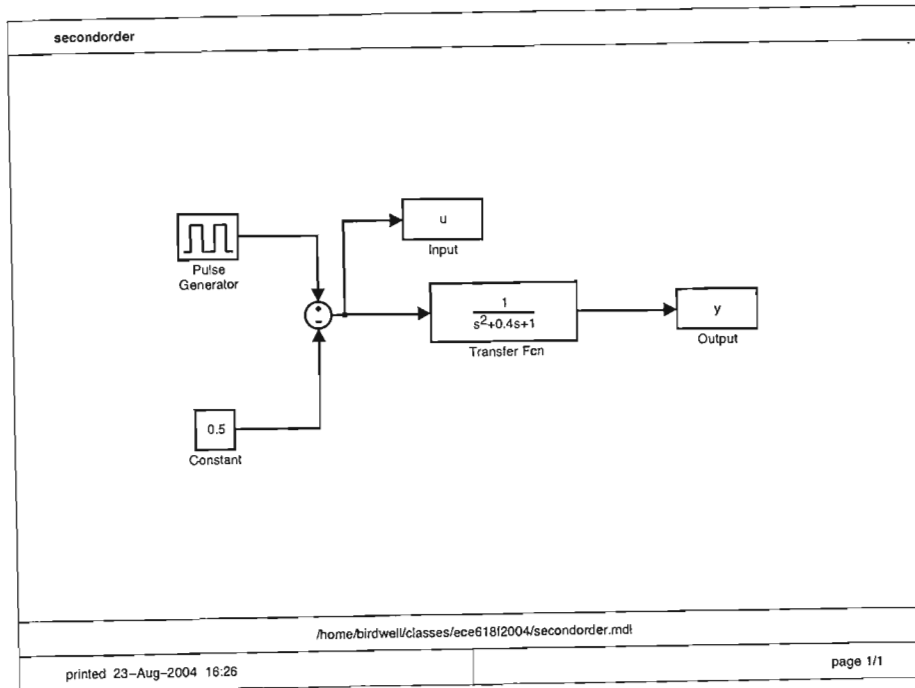 secondorder
u
Input
Pulse
Generator
+
-
1
s²+0.4s+1
Transfer Fcn
y
Output
0.5
Constant
/home/birdwell/classes/ece618f2004/secondorder.mdl
printed 23-Aug-2004 16:26
page 1/1